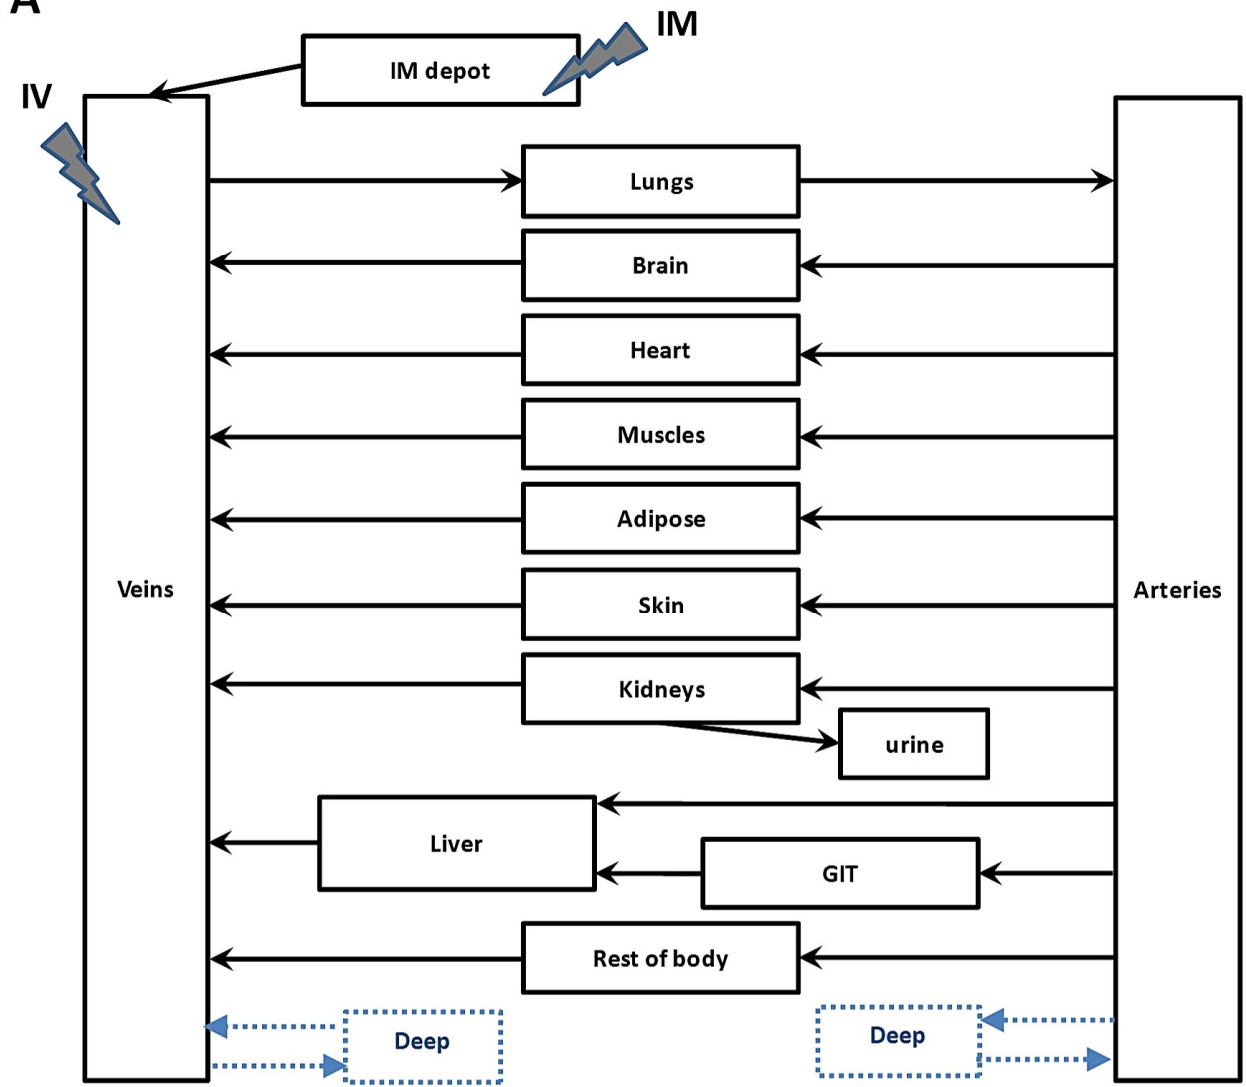 A
IM
IM depot
IV
Lungs
Brain
Heart
Muscles
Adipose
Veins
Arteries
Skin
Kidneys
urine
Liver
GIT
Rest of body
Deep
Deep